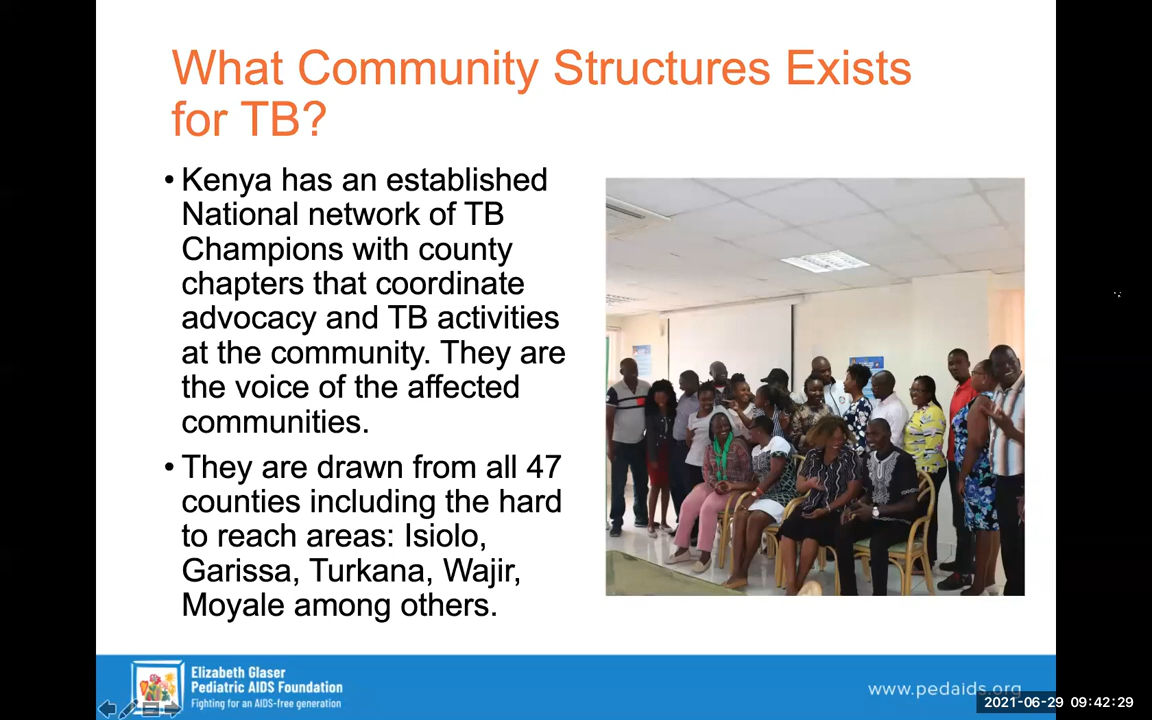 What Community Structures Exists
for TB?
• Kenya has an established
National network of TB
Champions with county
chapters that coordinate
advocacy and TB activities
at the community. They are
the voice of the affected
communities.
• They are drawn from all 47
counties including the hard
to reach areas: Isiolo,
Garissa, Turkana, Wajir,
Moyale among others.
Elizabeth Glaser
Pediatric AIDS Foundation
Fighting for an AIDS-free generation
www.pedaids.org
2021-06-29 09:42:29